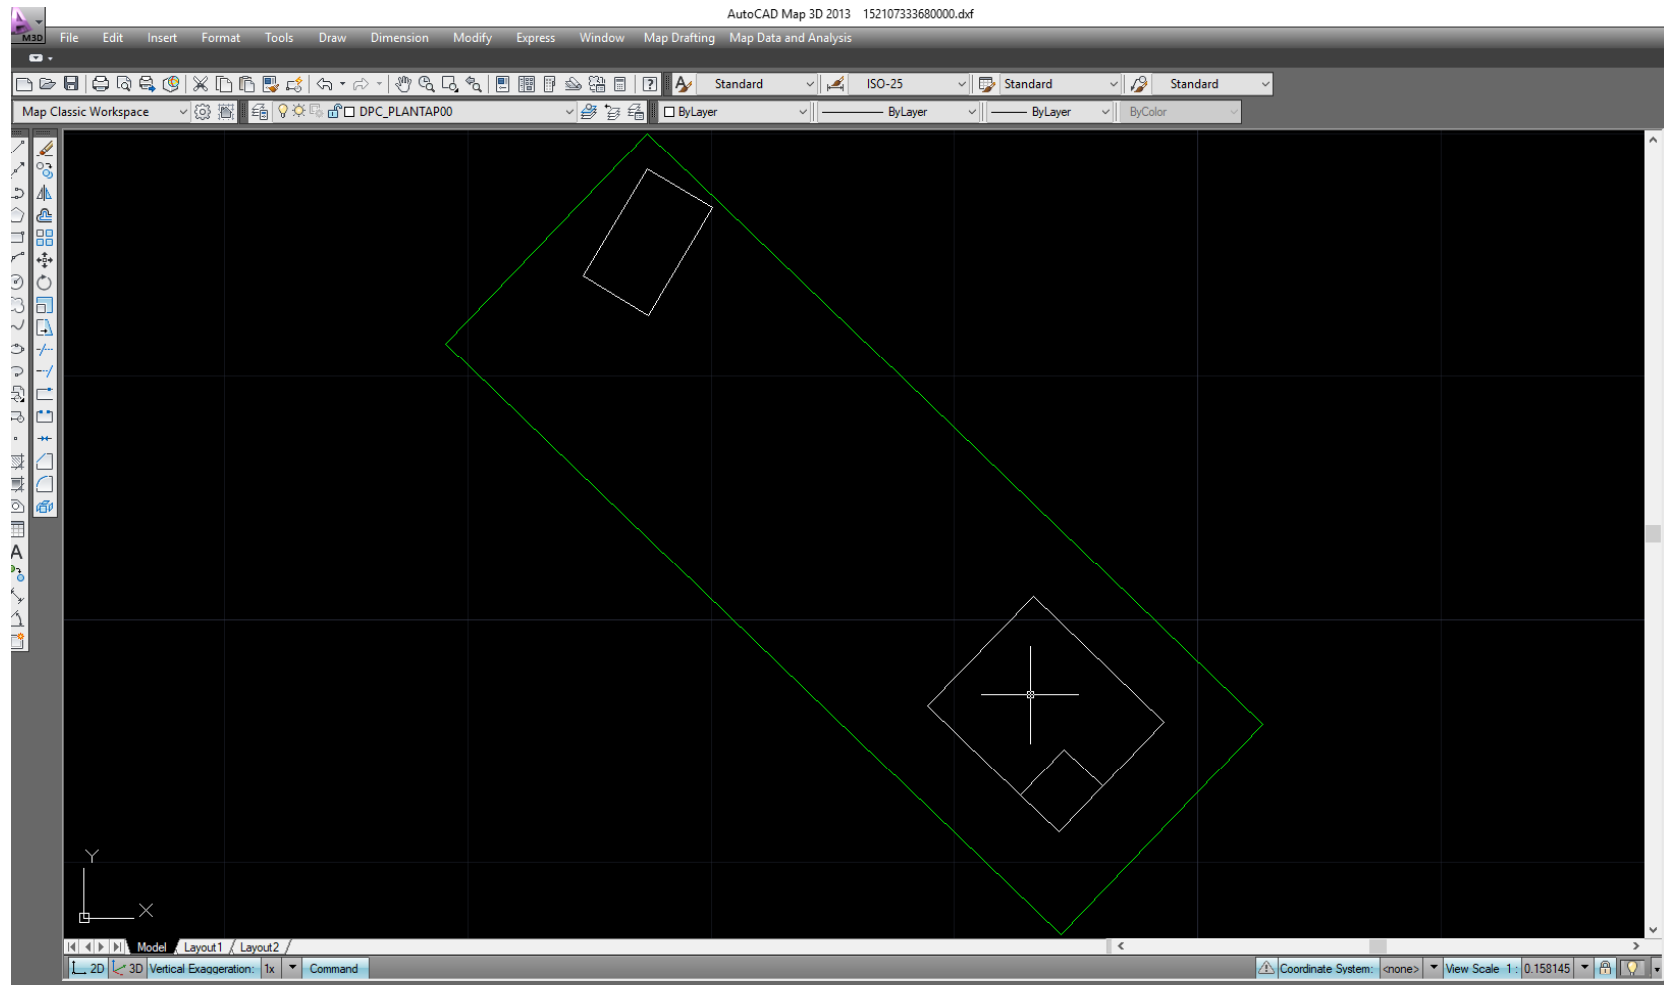 AutoCAD Map 3D 2013 152107333680000.dxf
M3D
File Edit Insert Format Tools Draw Dimension Modify Express Window Map Drafting Map Data and Analysis
Standard ISO-25 Standard Standard
Map Classic Workspace DPC_PLANTAP00 ByLayer ByLayer ByLayer ByColor
A
Y
X
Model Layout1 Layout2
2D 3D Vertical Exaggeration: 1x Command Coordinate System: <none> View Scale 1 : 0.158145